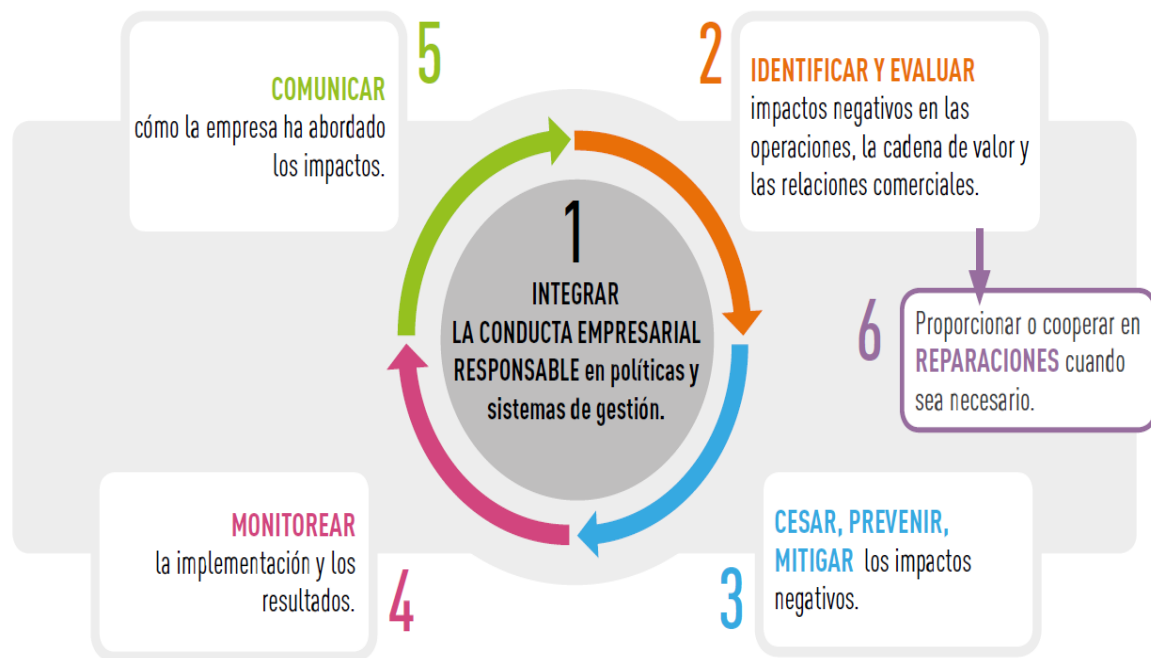 1
INTEGRAR
LA CONDUCTA EMPRESARIAL
RESPONSABLE en políticas y
sistemas de gestión.
2
IDENTIFICAR Y EVALUAR
impactos negativos en las
operaciones, la cadena de valor y
las relaciones comerciales.
3
CESAR, PREVENIR,
MITIGAR los impactos
negativos.
4
MONITOREAR
la implementación y los
resultados.
5
COMUNICAR
cómo la empresa ha abordado
los impactos.
6
Proporcionar o cooperar en
REPARACIONES cuando
sea necesario.